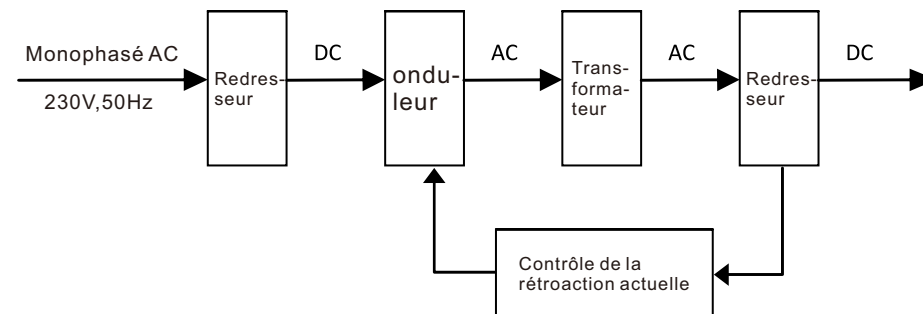 Monophasé AC
230V,50Hz
Redres-
seur
DC
ondu-
leur
AC
Trans-
forma-
teur
AC
Redres-
seur
DC
Contrôle de la
rétroaction actuelle